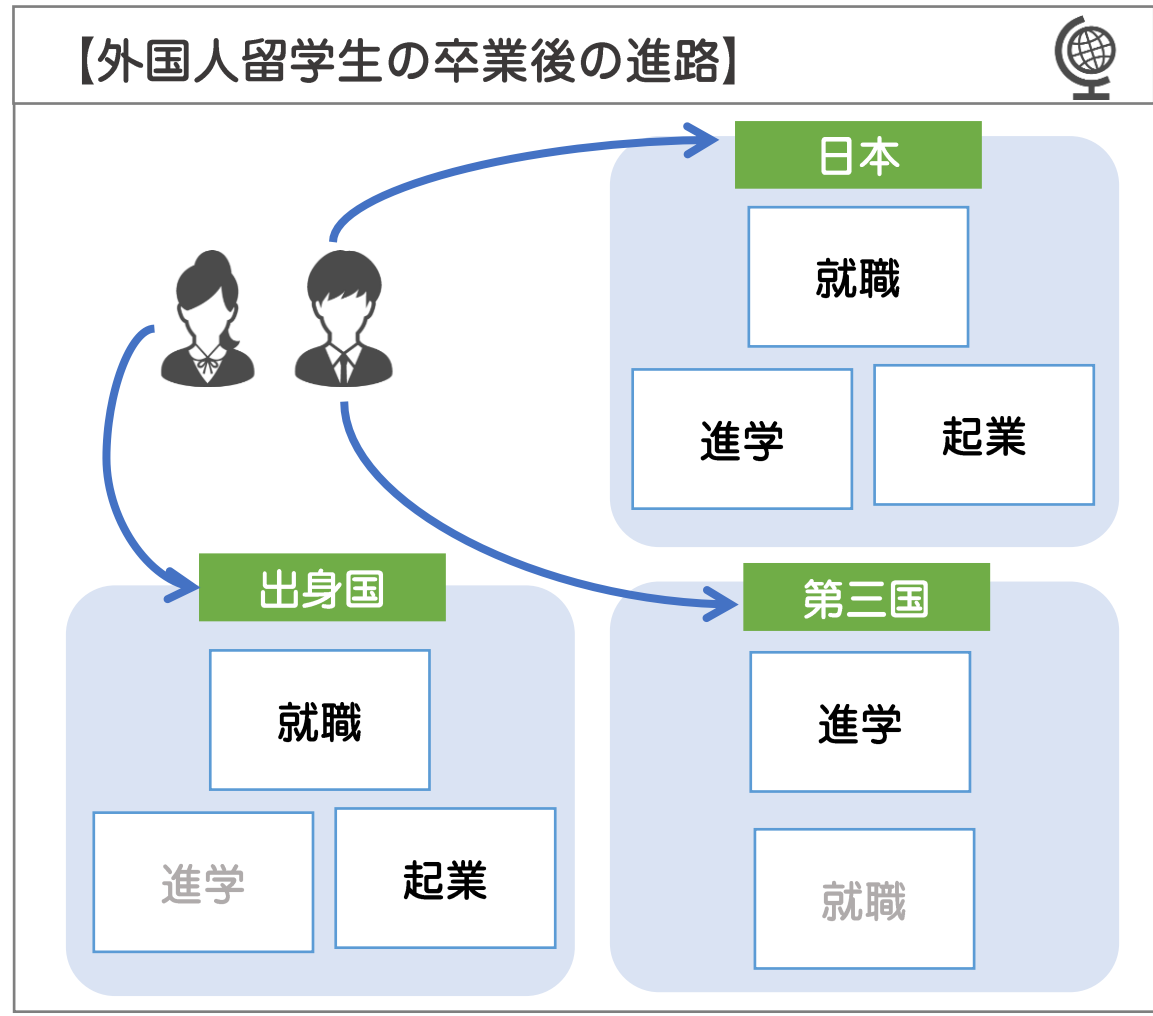 【外国人留学生の卒業後の進路】
日本
就職
進学
起業
出身国
就職
進学
起業
第三国
進学
就職